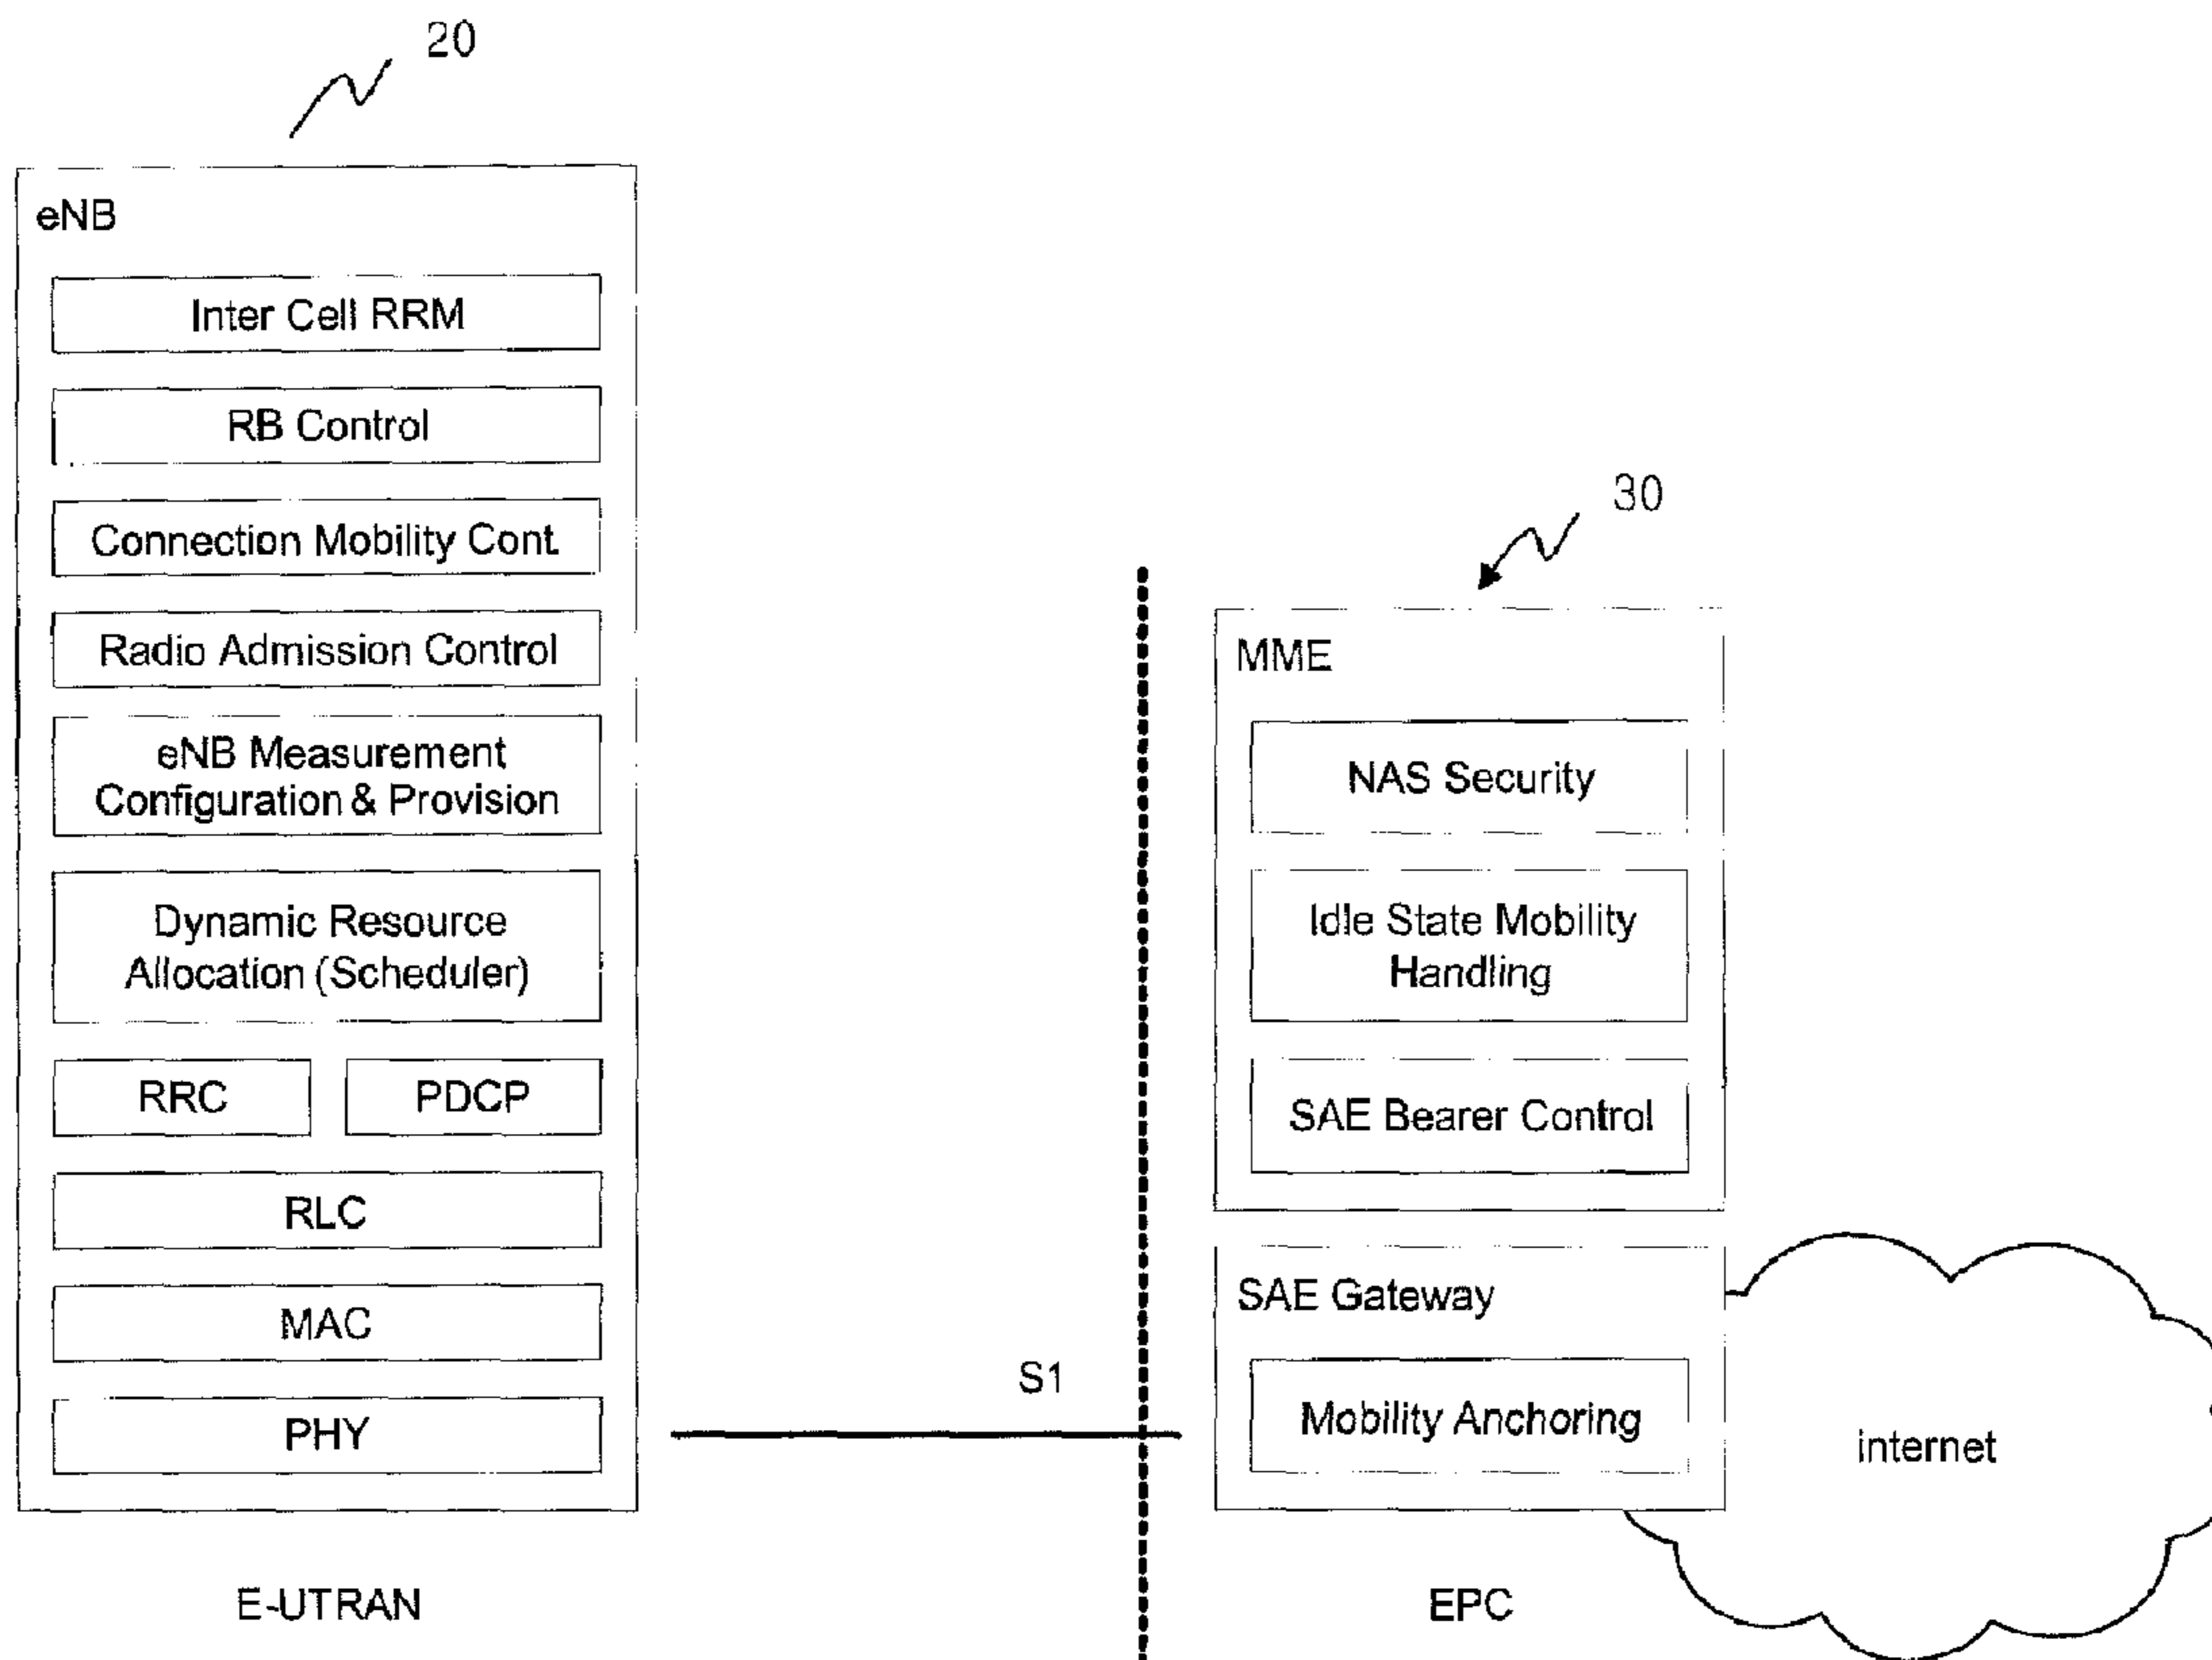 20
eNB
Inter Cell RRM
RB Control
Connection Mobility Cont.
Radio Admission Control
eNB Measurement
Configuration & Provision
Dynamic Resource
Allocation (Scheduler)
RRC
PDCP
RLC
MAC
PHY
E-UTRAN
S1
30
MME
NAS Security
Idle State Mobility
Handling
SAE Bearer Control
SAE Gateway
Mobility Anchoring
EPC
internet